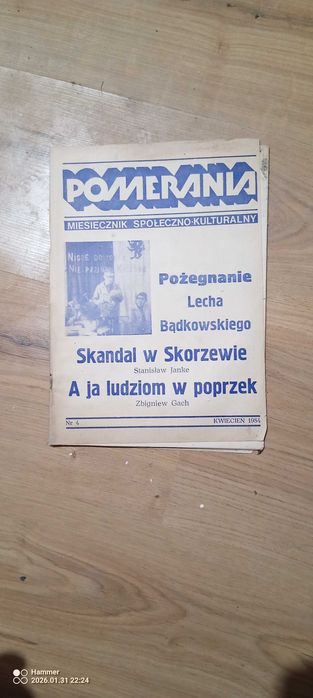 POMERANIA
MIESIĘCZNIK SPOŁECZNO-KULTURALNY
Pożegnanie
Lecha
Bądkowskiego
Skandal w Skorzewie
Stanisław Janke
A ja ludziom w poprzek
Zbigniew Gach
Nr 4
KWIECIEŃ 1984
Hammer
2026.01.31 22:24